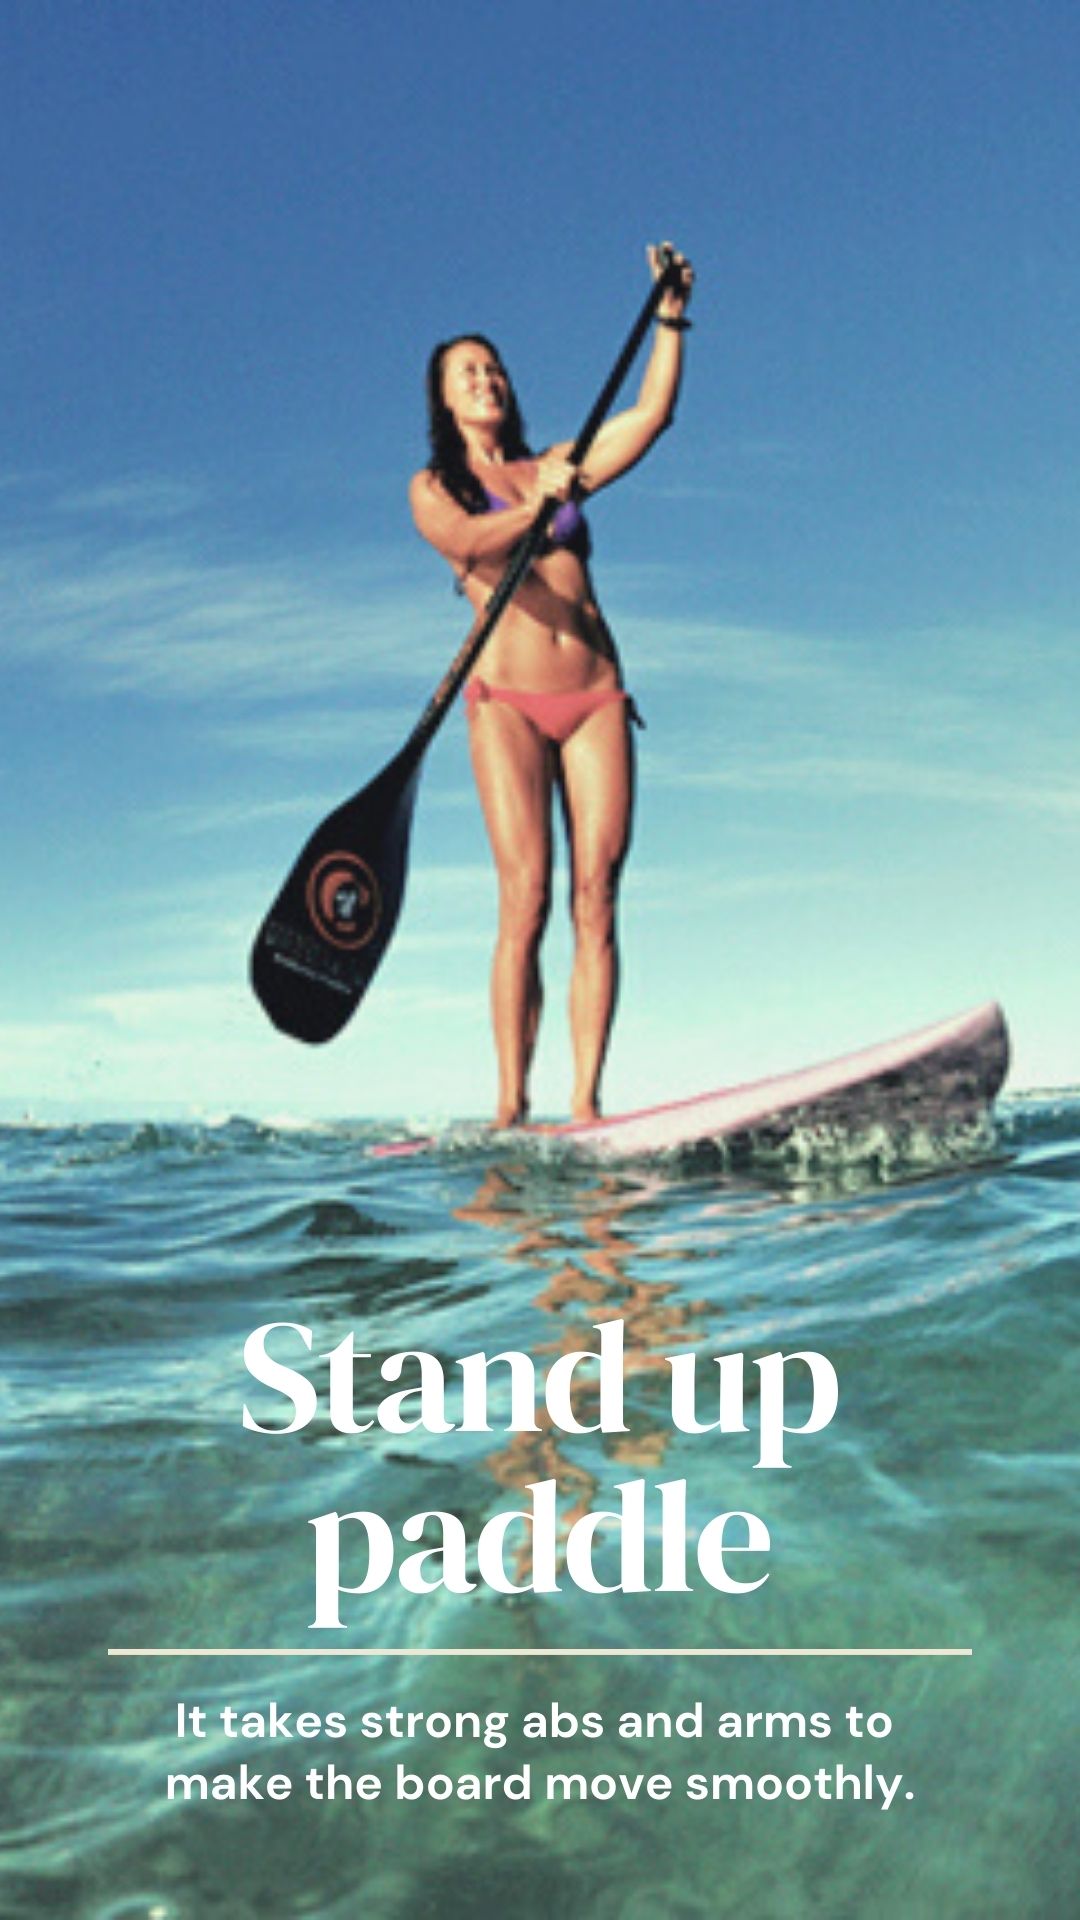 Stand up
paddle
It takes strong abs and arms to
make the board move smoothly.